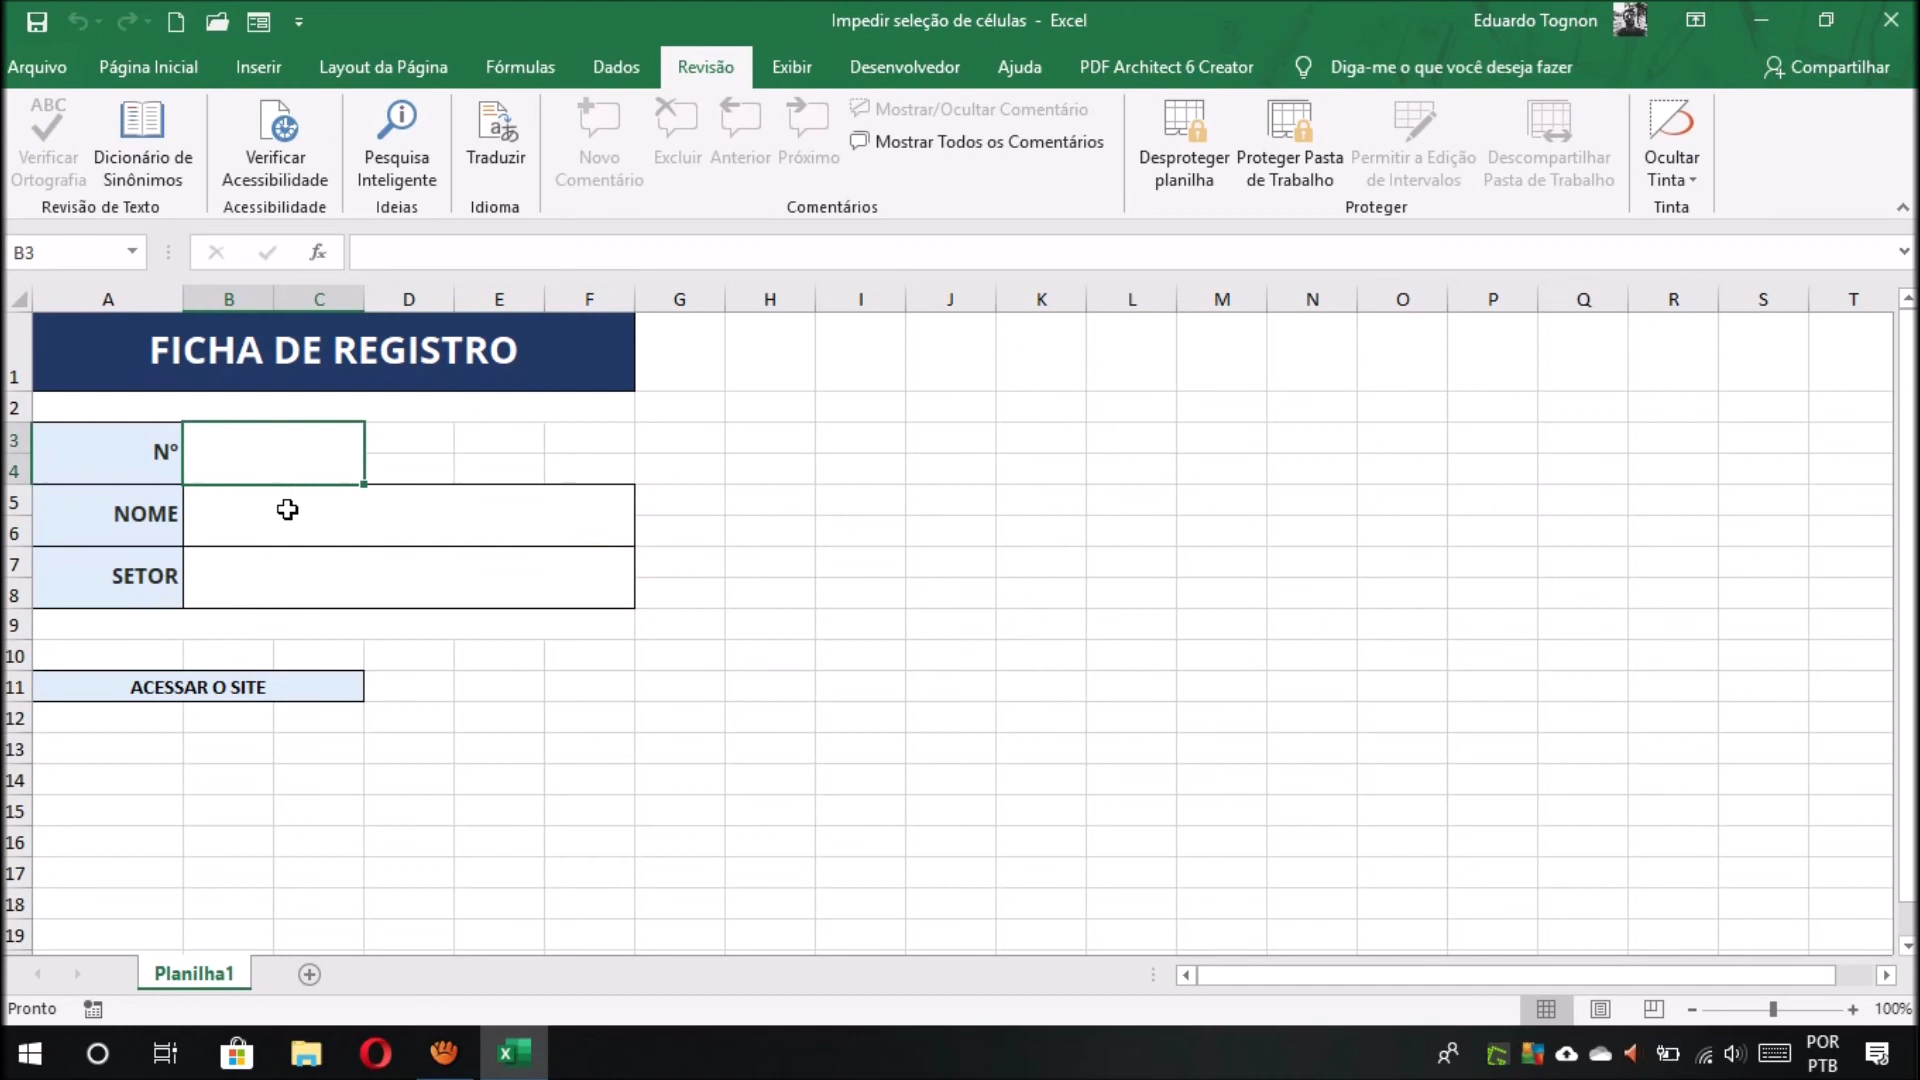 Impedir seleção de células - Excel
Eduardo Tognon
Arquivo Página Inicial Inserir Layout da Página Fórmulas Dados Revisão Exibir Desenvolvedor Ajuda PDF Architect 6 Creator Diga-me o que você deseja fazer Compartilhar
ABC
Verificar Ortografia
Dicionário de Sinônimos
Revisão de Texto
Verificar Acessibilidade
Acessibilidade
Pesquisa Inteligente
Ideias
Traduzir
Idioma
Novo Comentário
Excluir Anterior Próximo
Mostrar/Ocultar Comentário
Mostrar Todos os Comentários
Comentários
Desproteger planilha
Proteger Pasta de Trabalho
Permitir a Edição de Intervalos
Descompartilhar Pasta de Trabalho
Proteger
Ocultar Tinta
Tinta
B3
fx
A B C D E F G H I J K L M N O P Q R S T
1
FICHA DE REGISTRO
2
3
Nº
4
5
NOME
6
7
SETOR
8
9
10
11 ACESSAR O SITE
12
13
14
15
16
17
18
19
Planilha1
Pronto
100%
POR
PTB